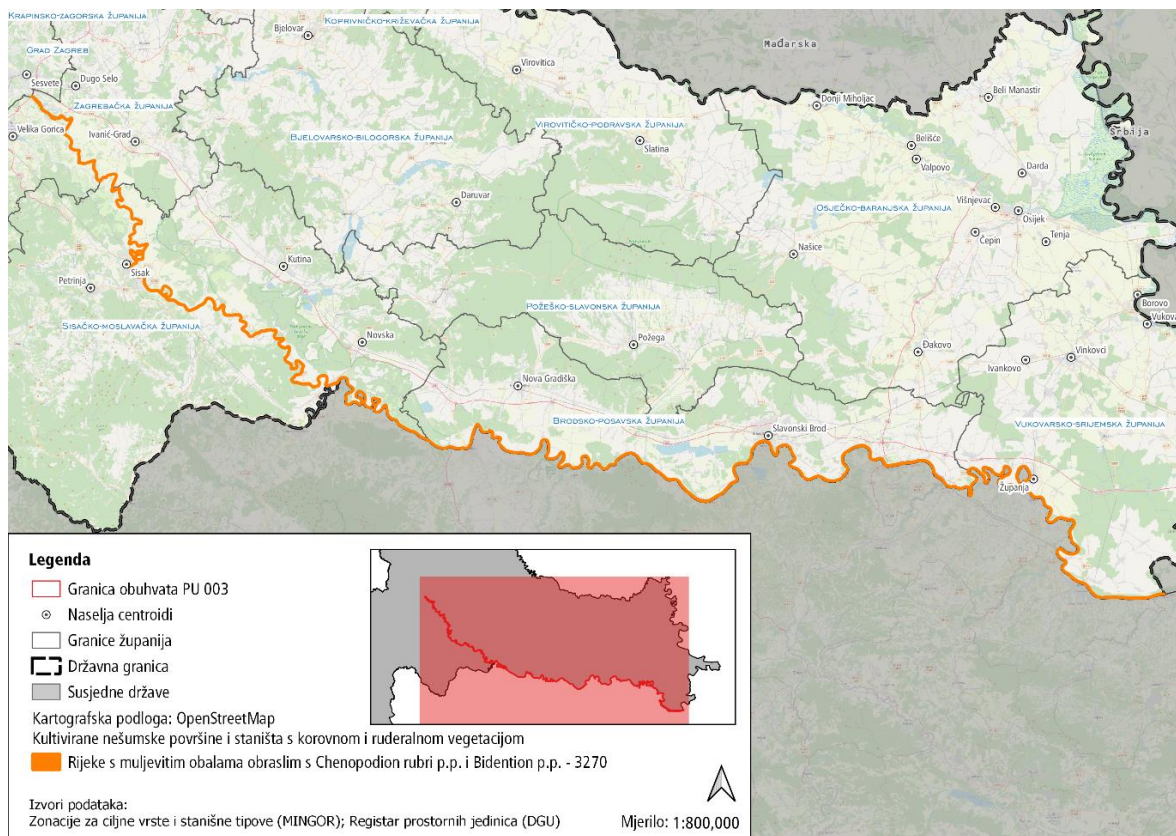 KRAPINSKO-ZAGORSKA ŽUPANIJA
KOPRIVNIČKO-KRIŽEVAČKA ŽUPANIJA
Bjelovar
Mađarska
GRAD ZAGREB
Sesvete
Dugo Selo
Virovitica
Beli Manastir
Donji Miholjac
ZAGREBAČKA ŽUPANIJA
Velika Gorica
Ivanić-Grad
BJELOVARSKO-BILOGORSKA ŽUPANIJA
VIROVITIČKO-PODRAVSKA ŽUPANIJA
Slatina
Belišće
Valpovo
Srbija
Darda
Daruvar
Višnjevac
OSJEČKO-BARANJSKA ŽUPANIJA
Osijek
Čepin
Tenja
Našice
Sisak
Kutina
Petrinja
Borovo
POŽEŠKO-SLAVONSKA ŽUPANIJA
Vukova
SISAČKO-MOSLAVAČKA ŽUPANIJA
Novska
Požega
Đakovo
Ivankovo
Vinkovci
Nova Gradiška
BRODSKO-POSAVSKA ŽUPANIJA
Slavonski Brod
VUKOVARSKO-SRIJEMSKA ŽUPANIJA
Županja
Legenda
Granica obuhvata PU 003
Naselja centroidi
Granice županija
Državna granica
Susjedne države
Kartografska podloga: OpenStreetMap
Kultivirane nešumske površine i staništa s korovnom i ruderalnom vegetacijom
Rijeke s muljevitim obalama obraslim s Chenopodion rubri p.p. i Bidention p.p. - 3270
Izvori podataka:
Zonacije za ciljne vrste i stanišne tipove (MINGOR); Registar prostornih jedinica (DGU)
Mjerilo: 1:800,000